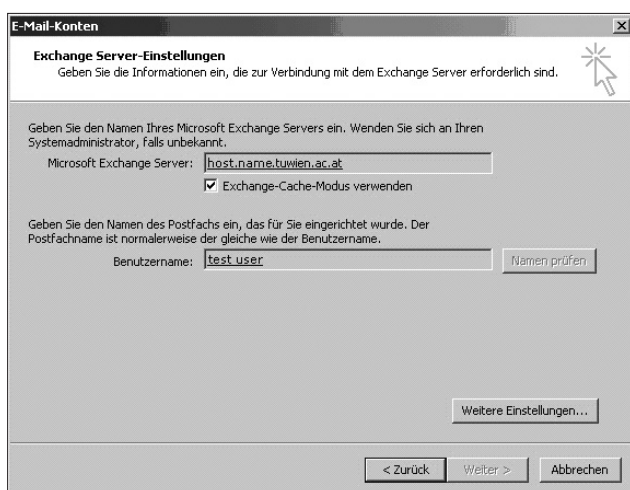 E-Mail-Konten
Exchange Server-Einstellungen
Geben Sie die Informationen ein, die zur Verbindung mit dem Exchange Server erforderlich sind.
Geben Sie den Namen Ihres Microsoft Exchange Servers ein. Wenden Sie sich an Ihren
Systemadministrator, falls unbekannt.
Microsoft Exchange Server: host.name.tuwien.ac.at
Exchange-Cache-Modus verwenden
Geben Sie den Namen des Postfachs ein, das für Sie eingerichtet wurde. Der
Postfachname ist normalerweise der gleiche wie der Benutzername.
Benutzername: test user Namen prüfen
Weitere Einstellungen...
< Zurück Weiter > Abbrechen